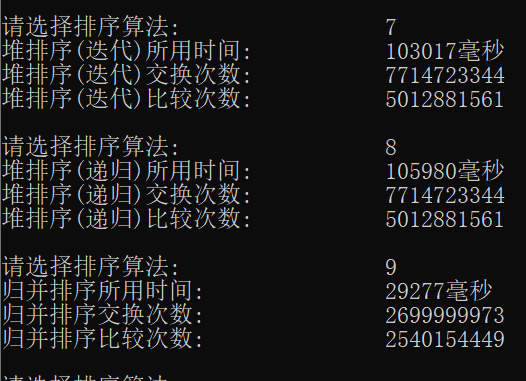 请选择排序算法: 7
堆排序(迭代)所用时间: 103017毫秒
堆排序(迭代)交换次数: 7714723344
堆排序(迭代)比较次数: 5012881561
请选择排序算法: 8
堆排序(递归)所用时间: 105980毫秒
堆排序(递归)交换次数: 7714723344
堆排序(递归)比较次数: 5012881561
请选择排序算法: 9
归并排序所用时间: 29277毫秒
归并排序交换次数: 2699999973
归并排序比较次数: 2540154449